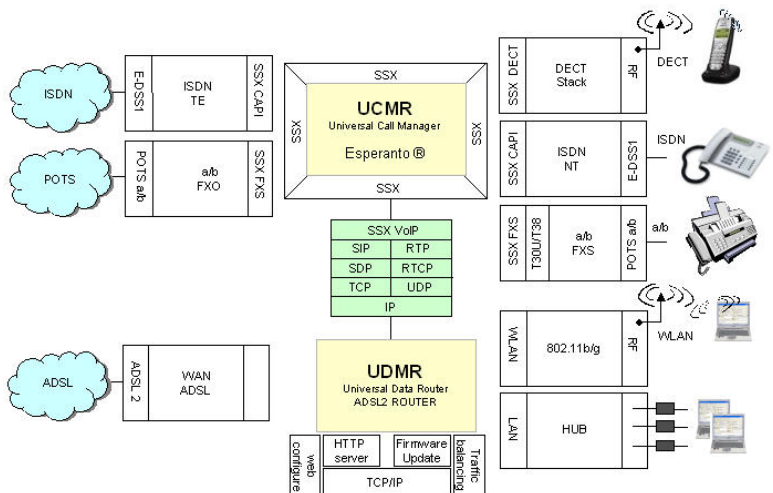 ISDN
E-DSS1
ISDN
TE
SSX CAPI
POTS
POTS a/b
a/b
FXO
SSX FXS
SSX
SSX
UCMR
Universal Call Manager
Esperanto ®
SSX
SSX
SSX VoIP
SIP
RTP
SDP
RTCP
TCP
UDP
IP
ADSL
ADSL 2
WAN
ADSL
UDMR
Universal Data Router
ADSL2 ROUTER
web
configure
HTTP
server
Firmware
Update
Traffic
balancing
TCP/IP
SSX DECT
DECT
Stack
RF
DECT
SSX CAPI
ISDN
NT
E-DSS1
ISDN
SSX FXS
T30U/T38
a/b
FXS
POTS a/b
a/b
WLAN
802.11b/g
RF
WLAN
LAN
HUB